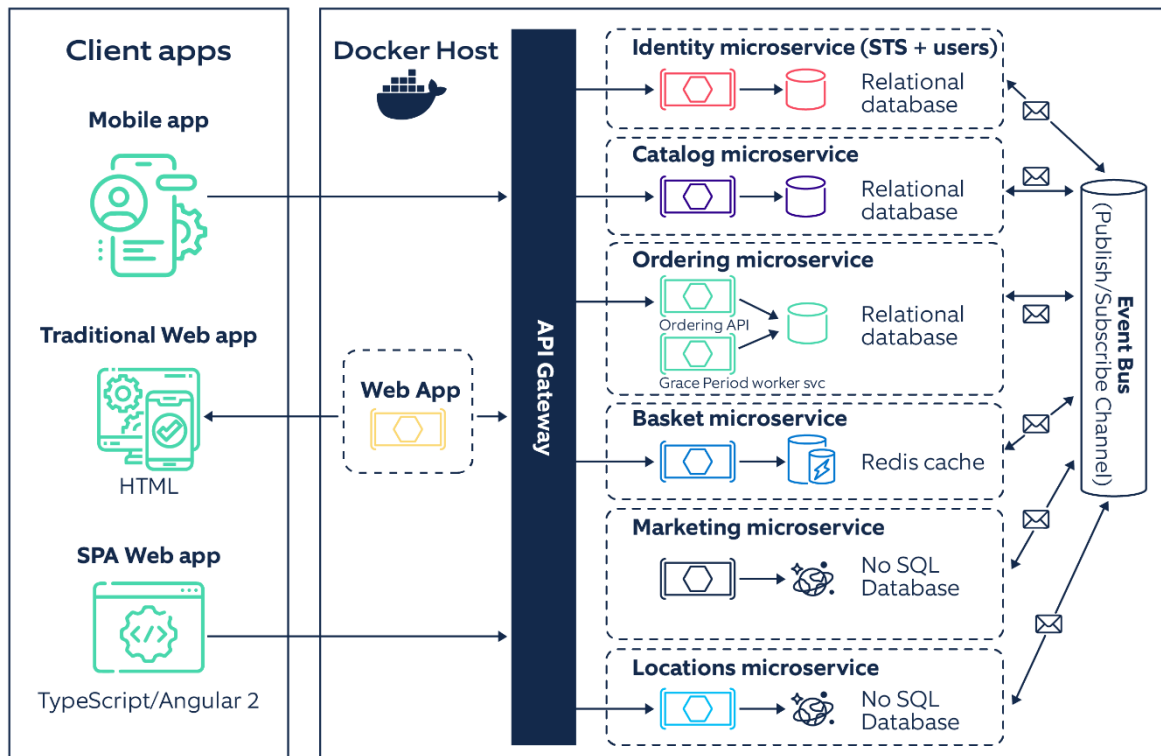 Client apps
Mobile app
Traditional Web app
HTML
SPA Web app
TypeScript/Angular 2
Docker Host
Web App
API Gateway
Identity microservice (STS + users)
Relational
database
Catalog microservice
Relational
database
Ordering microservice
Ordering API
Grace Period worker svc
Relational
database
Basket microservice
Redis cache
Marketing microservice
No SQL
Database
Locations microservice
No SQL
Database
Event Bus
(Publish/Subscribe Channel)